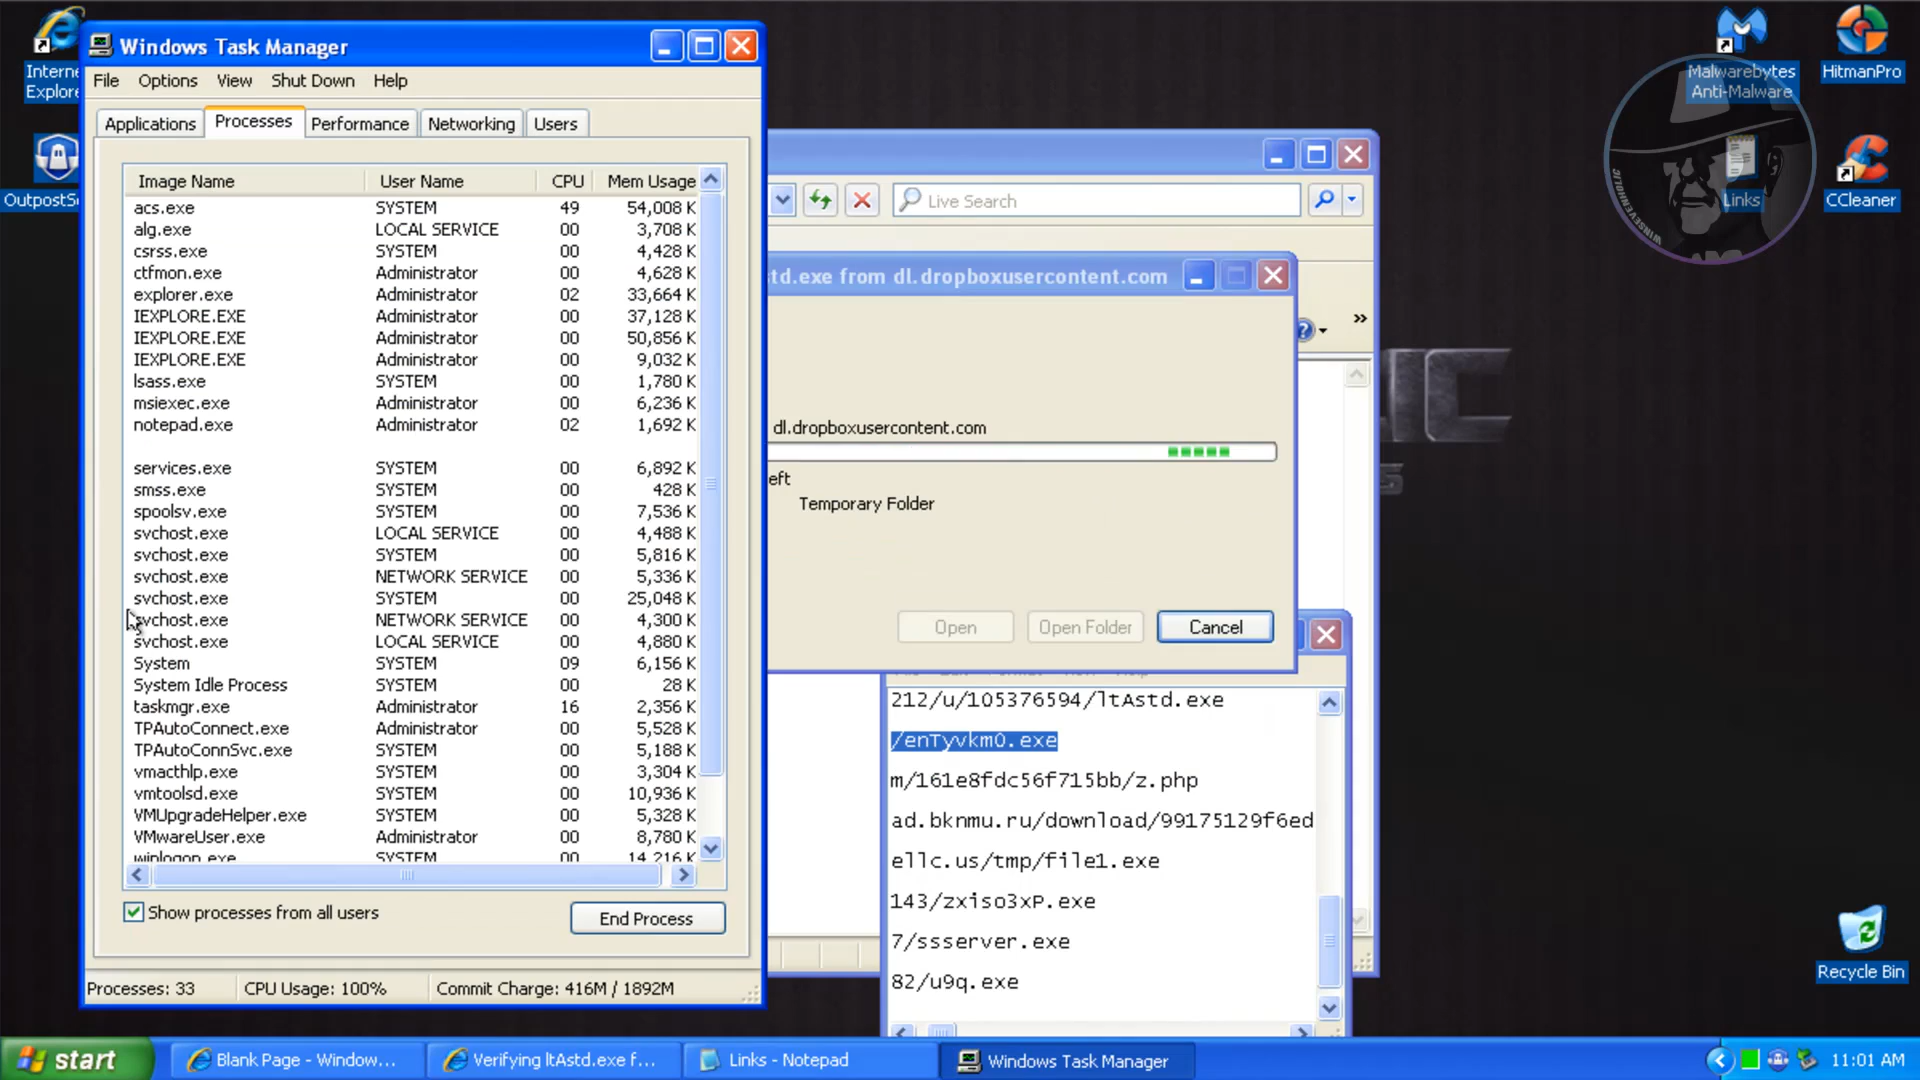 Windows Task Manager
File Options View Shut Down Help
Applications Processes Performance Networking Users
Image Name User Name CPU Mem Usage
acs.exe SYSTEM 49 54,008 K
alg.exe LOCAL SERVICE 00 3,708 K
csrss.exe SYSTEM 00 4,428 K
ctfmon.exe Administrator 00 4,628 K
explorer.exe Administrator 02 33,664 K
IEXPLORE.EXE Administrator 00 37,128 K
IEXPLORE.EXE Administrator 00 50,856 K
IEXPLORE.EXE Administrator 00 9,032 K
lsass.exe SYSTEM 00 1,780 K
msiexec.exe Administrator 00 6,236 K
notepad.exe Administrator 02 1,692 K
services.exe SYSTEM 00 6,892 K
smss.exe SYSTEM 00 428 K
spoolsv.exe SYSTEM 00 7,536 K
svchost.exe LOCAL SERVICE 00 4,488 K
svchost.exe SYSTEM 00 5,816 K
svchost.exe NETWORK SERVICE 00 5,336 K
svchost.exe SYSTEM 00 25,048 K
svchost.exe NETWORK SERVICE 00 4,300 K
svchost.exe LOCAL SERVICE 00 4,880 K
System SYSTEM 09 6,156 K
System Idle Process SYSTEM 00 28 K
taskmgr.exe Administrator 16 2,356 K
TPAutoConnect.exe Administrator 00 5,528 K
TPAutoConnSvc.exe SYSTEM 00 5,188 K
vmacthlp.exe SYSTEM 00 3,304 K
vmtoolsd.exe SYSTEM 00 10,936 K
VMUpgradeHelper.exe SYSTEM 00 5,328 K
VMwareUser.exe Administrator 00 8,780 K
winlogon.exe SYSTEM 00 14,216 K
Show processes from all users End Process
Processes: 33 CPU Usage: 100% Commit Charge: 416M / 1892M
Interne
Explore
OutpostS
Live Search
td.exe from dl.dropboxusercontent.com
dl.dropboxusercontent.com
eft
Temporary Folder
Open Open Folder Cancel
212/u/105376594/ltAstd.exe
/enTyvkm0.exe
m/161e8fdc56f715bb/z.php
ad.bknmu.ru/download/99175129f6ed
ellc.us/tmp/file1.exe
143/zxiso3xP.exe
7/ssserver.exe
82/u9q.exe
Malwarebytes
Anti-Malware
HitmanPro
Links
CCleaner
WINSEVENHOLIC
IC
Recycle Bin
start Blank Page - Window... Verifying ltAstd.exe f... Links - Notepad Windows Task Manager 11:01 AM